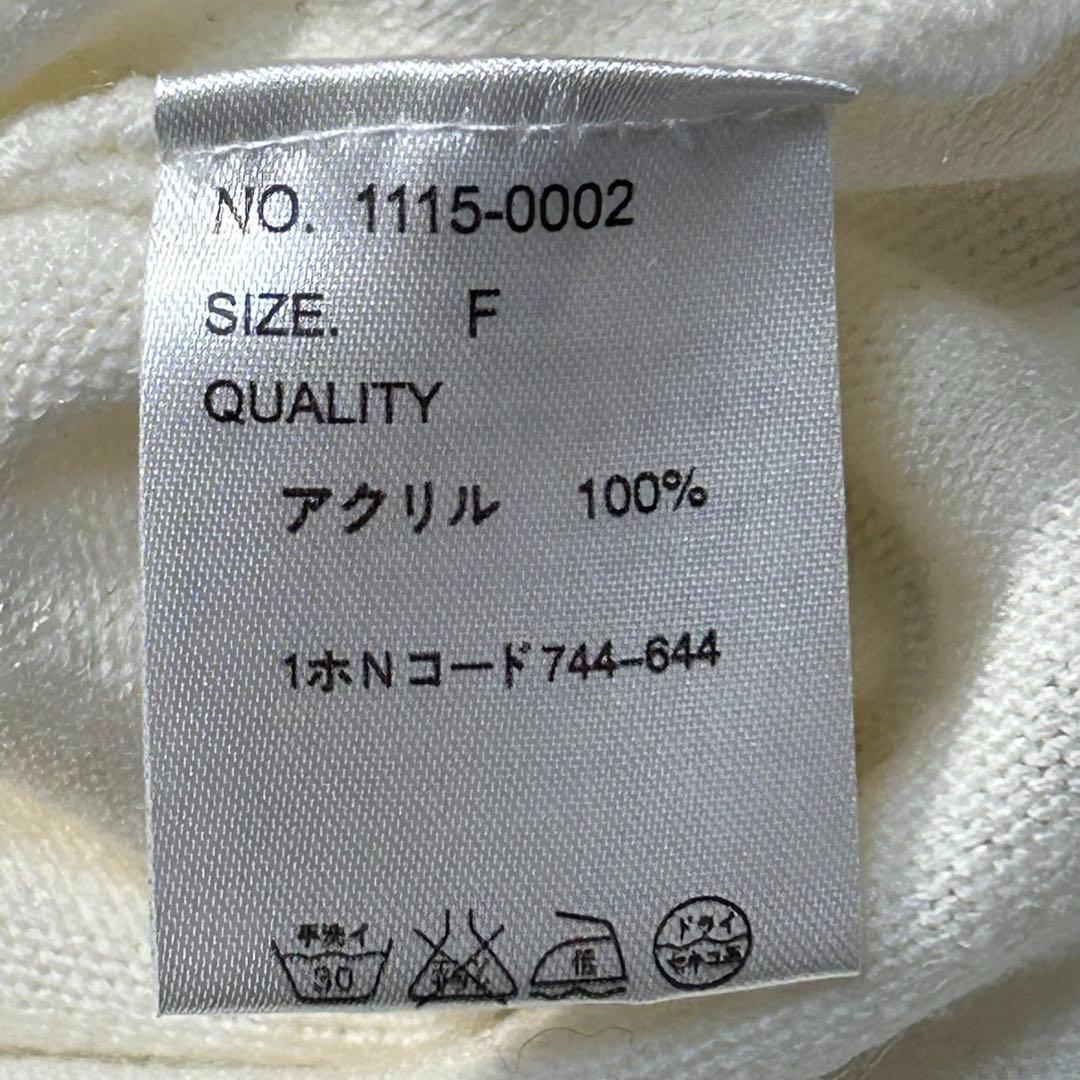 NO. 1115-0002
SIZE. F
QUALITY
アクリル 100%
1ホNコード744-644
手洗イ
30
低
ドライ
セキユ系